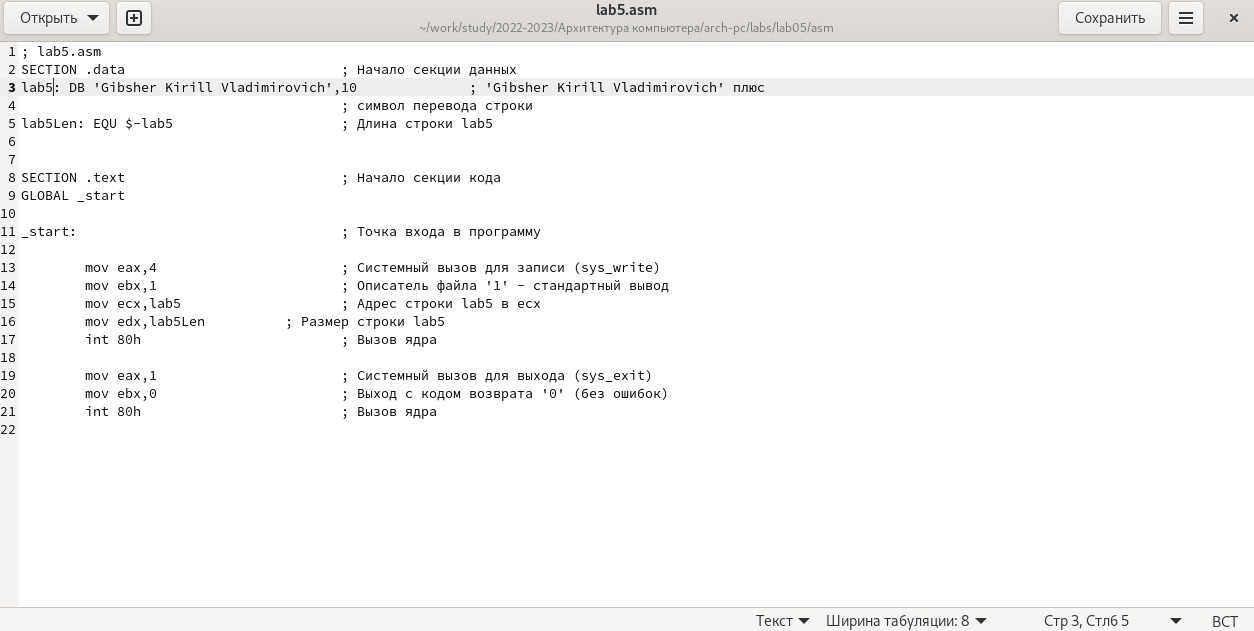 Открыть
lab5.asm
~/work/study/2022-2023/Архитектура компьютера/arch-pc/labs/lab05/asm
Сохранить
1 ; lab5.asm
2 SECTION .data ; Начало секции данных
3 lab5: DB 'Gibsher Kirill Vladimirovich',10 ; 'Gibsher Kirill Vladimirovich' плюс
4 ; символ перевода строки
5 lab5Len: EQU $-lab5 ; Длина строки lab5
6
7
8 SECTION .text ; Начало секции кода
9 GLOBAL _start
10
11 _start: ; Точка входа в программу
12
13 mov eax,4 ; Системный вызов для записи (sys_write)
14 mov ebx,1 ; Описатель файла '1' - стандартный вывод
15 mov ecx,lab5 ; Адрес строки lab5 в ecx
16 mov edx,lab5Len ; Размер строки lab5
17 int 80h ; Вызов ядра
18
19 mov eax,1 ; Системный вызов для выхода (sys_exit)
20 mov ebx,0 ; Выход с кодом возврата '0' (без ошибок)
21 int 80h ; Вызов ядра
22
Текст Ширина табуляции: 8 Стр 3, Стлб 5 ВСТ